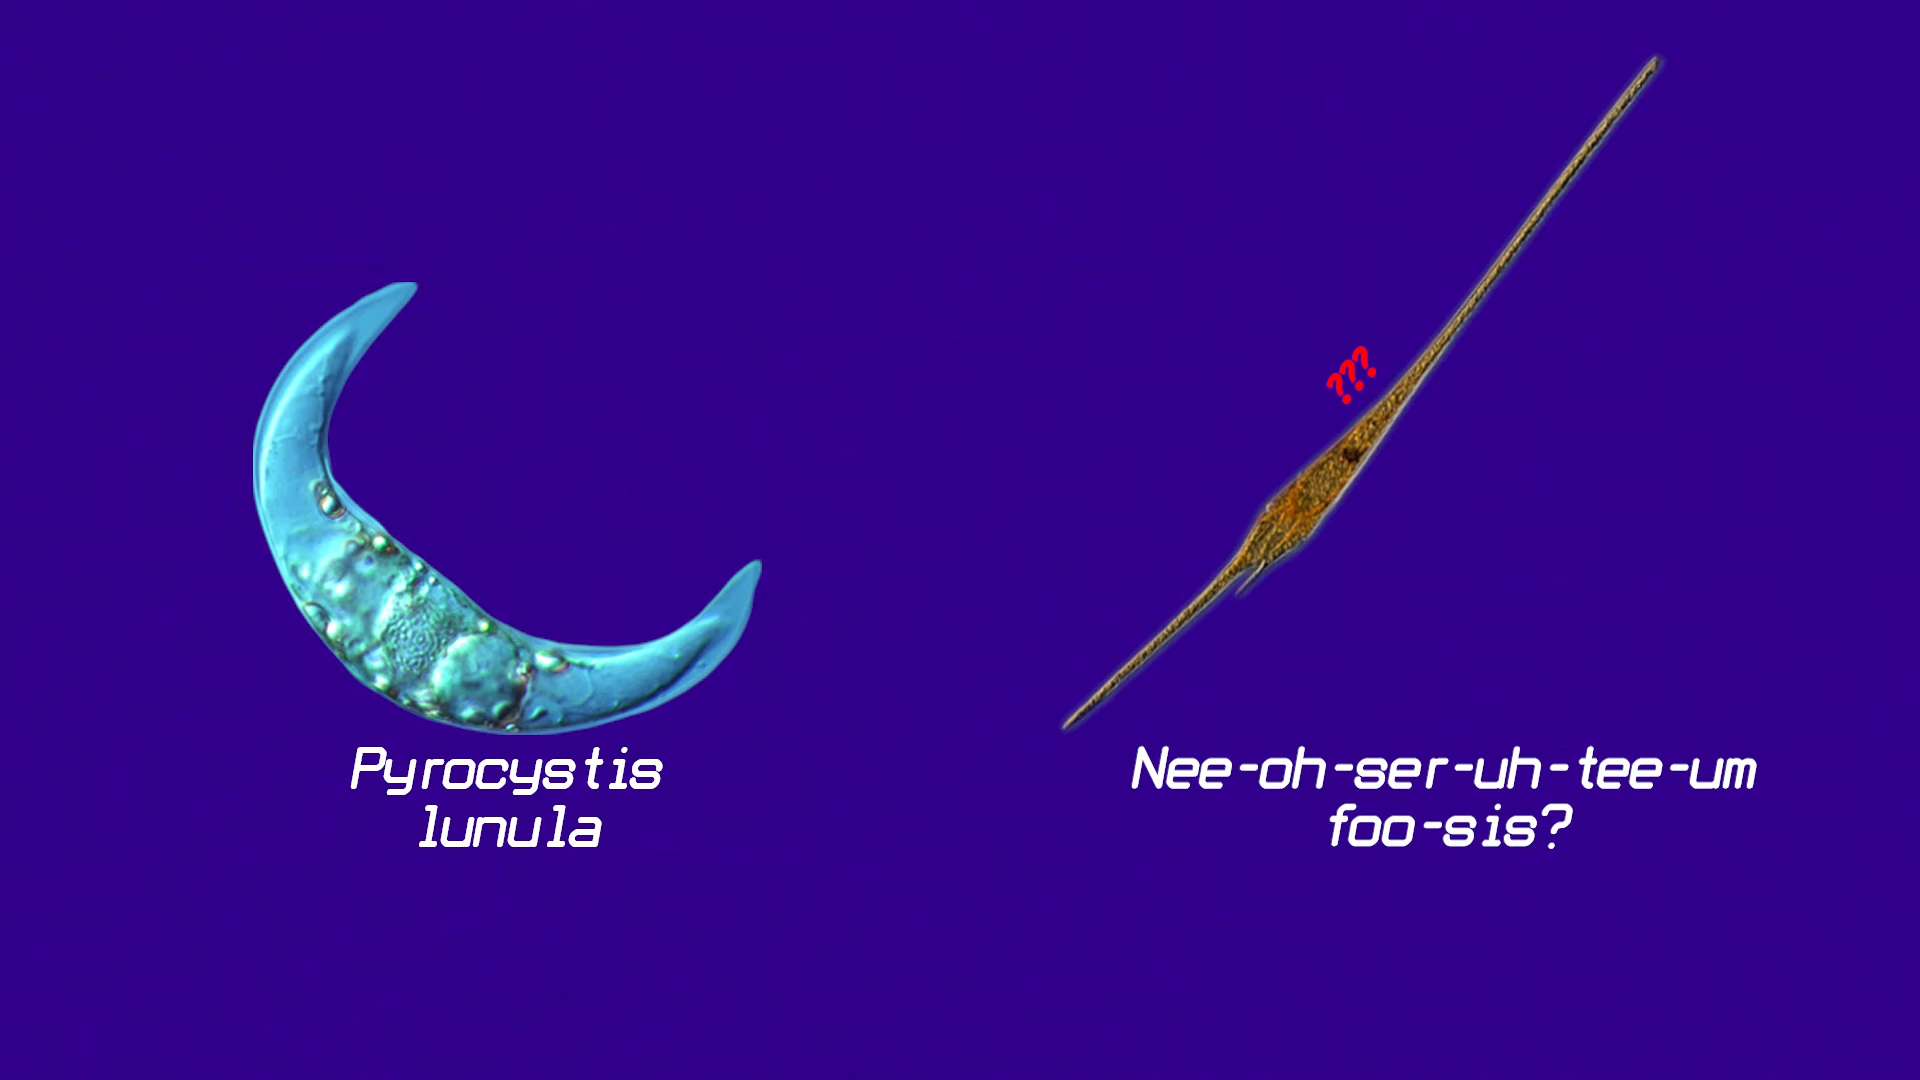 ???
Pyrocystis
lunula
Nee-oh-ser-uh-tee-um
foo-sis?